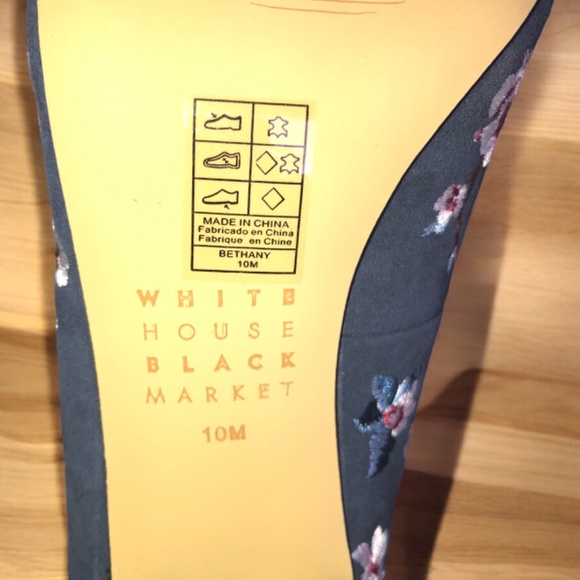 MADE IN CHINA
Fabricado en China
Fabrique en Chine
BETHANY
10M
WHITE
HOUSE
BLACK
MARKET
10M